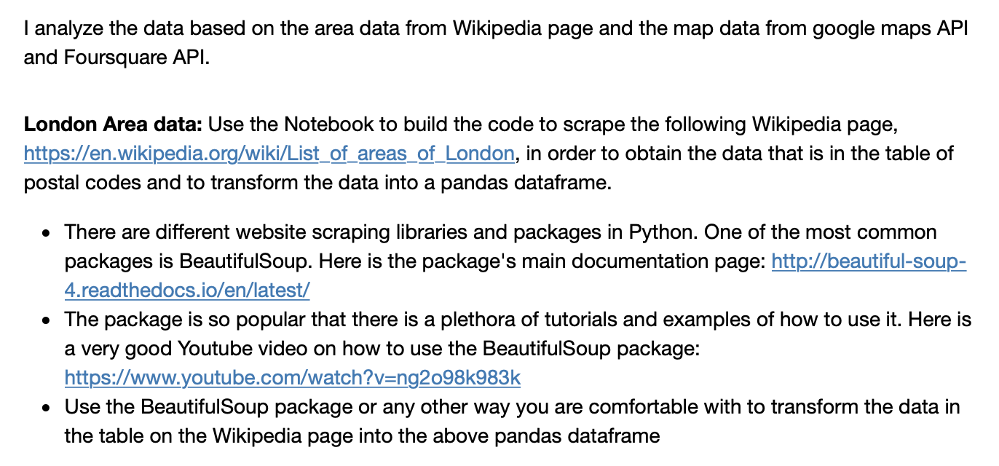 I analyze the data based on the area data from Wikipedia page and the map data from google maps API
and Foursquare API.
London Area data: Use the Notebook to build the code to scrape the following Wikipedia page,
https://en.wikipedia.org/wiki/List_of_areas_of_London, in order to obtain the data that is in the table of
postal codes and to transform the data into a pandas dataframe.
• There are different website scraping libraries and packages in Python. One of the most common
packages is BeautifulSoup. Here is the package's main documentation page: http://beautiful-soup-
4.readthedocs.io/en/latest/
• The package is so popular that there is a plethora of tutorials and examples of how to use it. Here is
a very good Youtube video on how to use the BeautifulSoup package:
https://www.youtube.com/watch?v=ng2o98k983k
• Use the BeautifulSoup package or any other way you are comfortable with to transform the data in
the table on the Wikipedia page into the above pandas dataframe